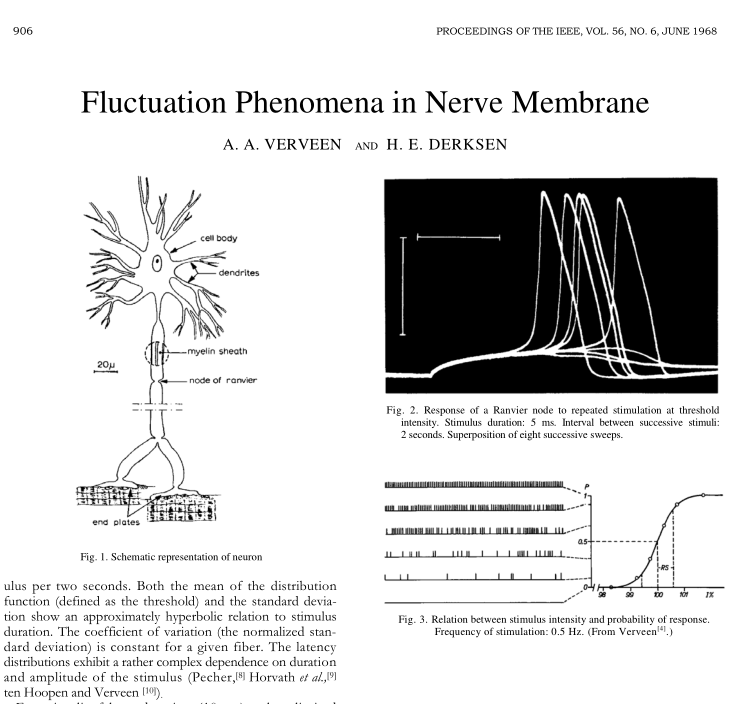 906
PROCEEDINGS OF THE IEEE, VOL. 56, NO. 6, JUNE 1968
Fluctuation Phenomena in Nerve Membrane
A. A. VERVEEN AND H. E. DERKSEN
cell body
dendrites
myelin sheath
20μ
node of ranvier
end plates
Fig. 1. Schematic representation of neuron
ulus per two seconds. Both the mean of the distribution
function (defined as the threshold) and the standard devia-
tion show an approximately hyperbolic relation to stimulus
duration. The coefficient of variation (the normalized stan-
dard deviation) is constant for a given fiber. The latency
distributions exhibit a rather complex dependence on duration
and amplitude of the stimulus (Pecher,[8] Horvath et al.,[9]
ten Hoopen and Verveen [10]).
Fig. 2. Response of a Ranvier node to repeated stimulation at threshold
intensity. Stimulus duration: 5 ms. Interval between successive stimuli:
2 seconds. Superposition of eight successive sweeps.
P
1
0.5
RS
0
98 99 100 101 I%
Fig. 3. Relation between stimulus intensity and probability of response.
Frequency of stimulation: 0.5 Hz. (From Verveen[4].)